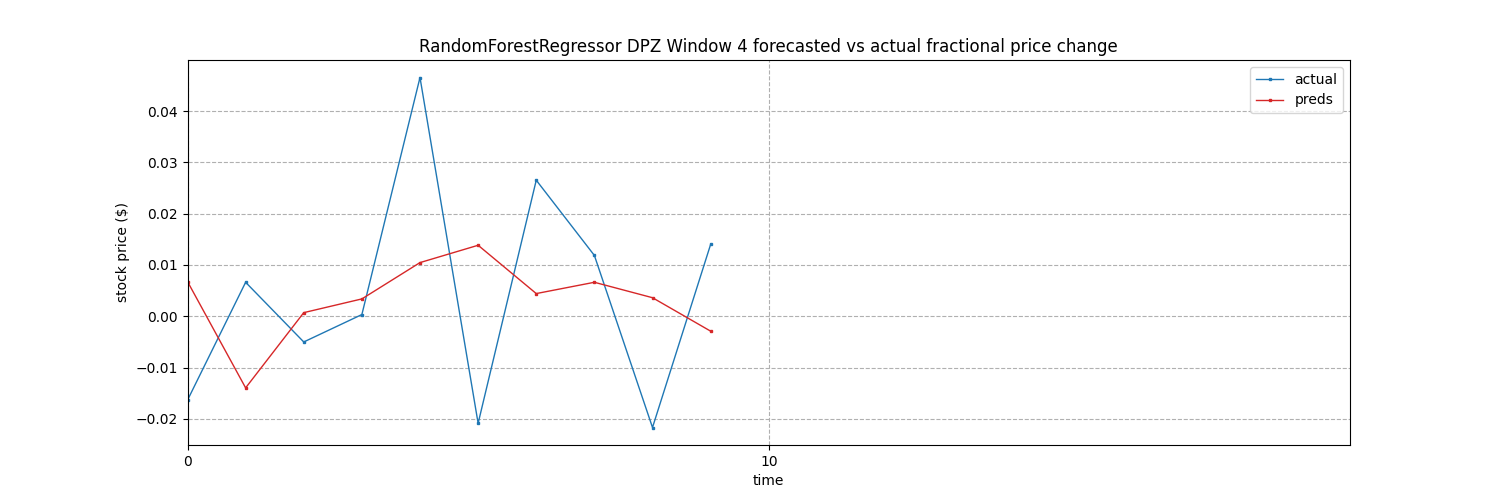 RandomForestRegressor DPZ Window 4 forecasted vs actual fractional price change
actual
preds
stock price ($)
0.04
0.03
0.02
0.01
0.00
−0.01
−0.02
0
10
time